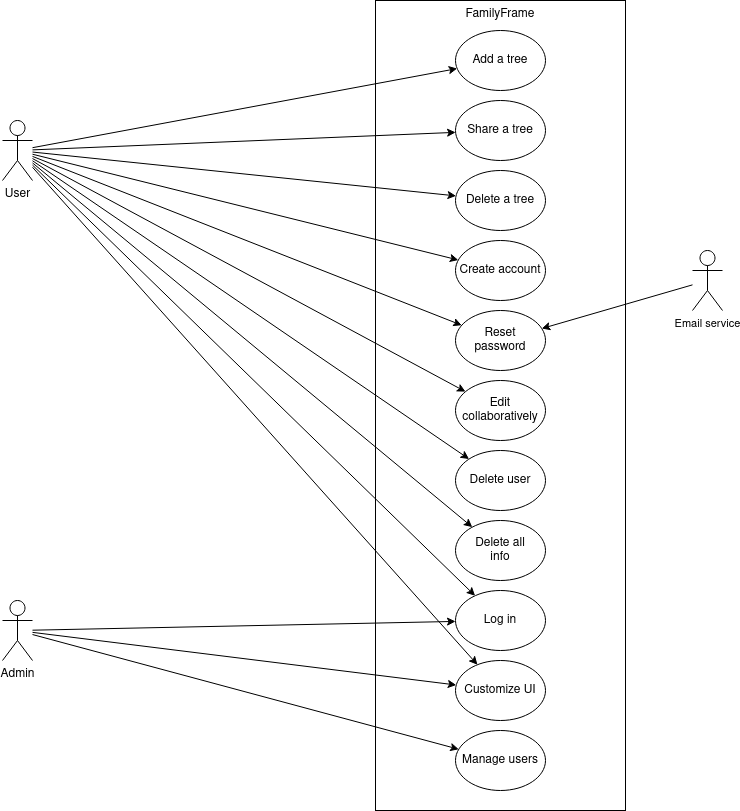 FamilyFrame
Add a tree
Share a tree
User
Delete a tree
Create account
Email service
Reset
password
Edit
collaboratively
Delete user
Delete all
info
Log in
Admin
Customize UI
Manage users